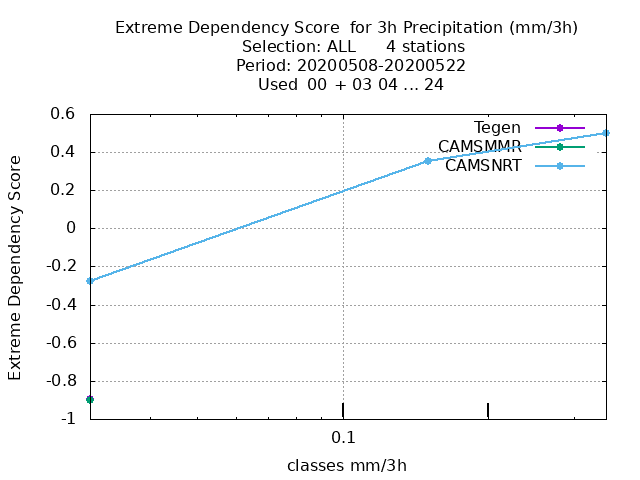 Extreme Dependency Score  for 3h Precipitation (mm/3h)
Selection: ALL      4 stations
Period: 20200508-20200522
Used  00 + 03 04 ... 24
Extreme Dependency Score
0.6
0.4
0.2
0
-0.2
-0.4
-0.6
-0.8
-1
Tegen
CAMSMMR
CAMSNRT
0.1
classes mm/3h